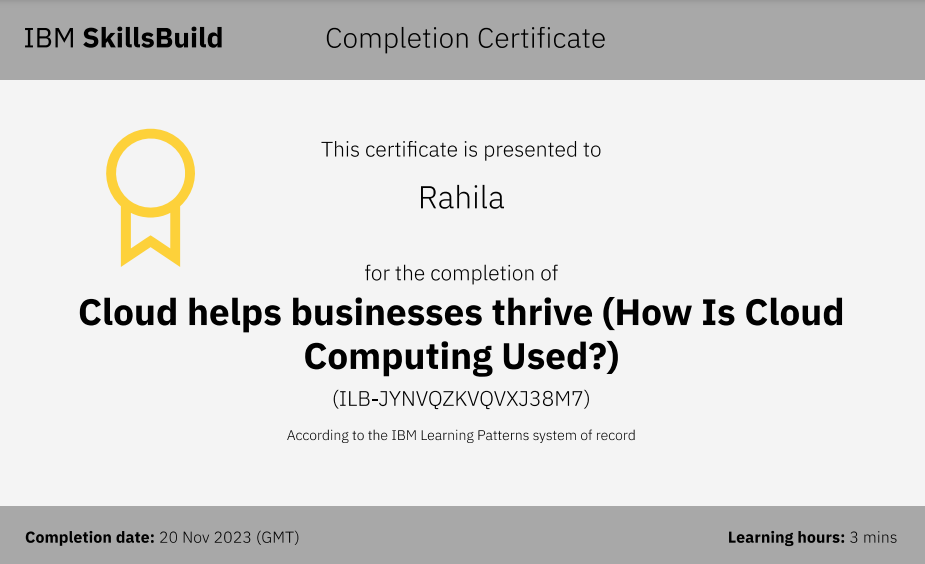 IBM SkillsBuild
Completion Certificate
This certificate is presented to
Rahila
for the completion of
Cloud helps businesses thrive (How Is Cloud
Computing Used?)
(ILB-JYNVQZKVQVXJ38M7)
According to the IBM Learning Patterns system of record
Completion date: 20 Nov 2023 (GMT)
Learning hours: 3 mins